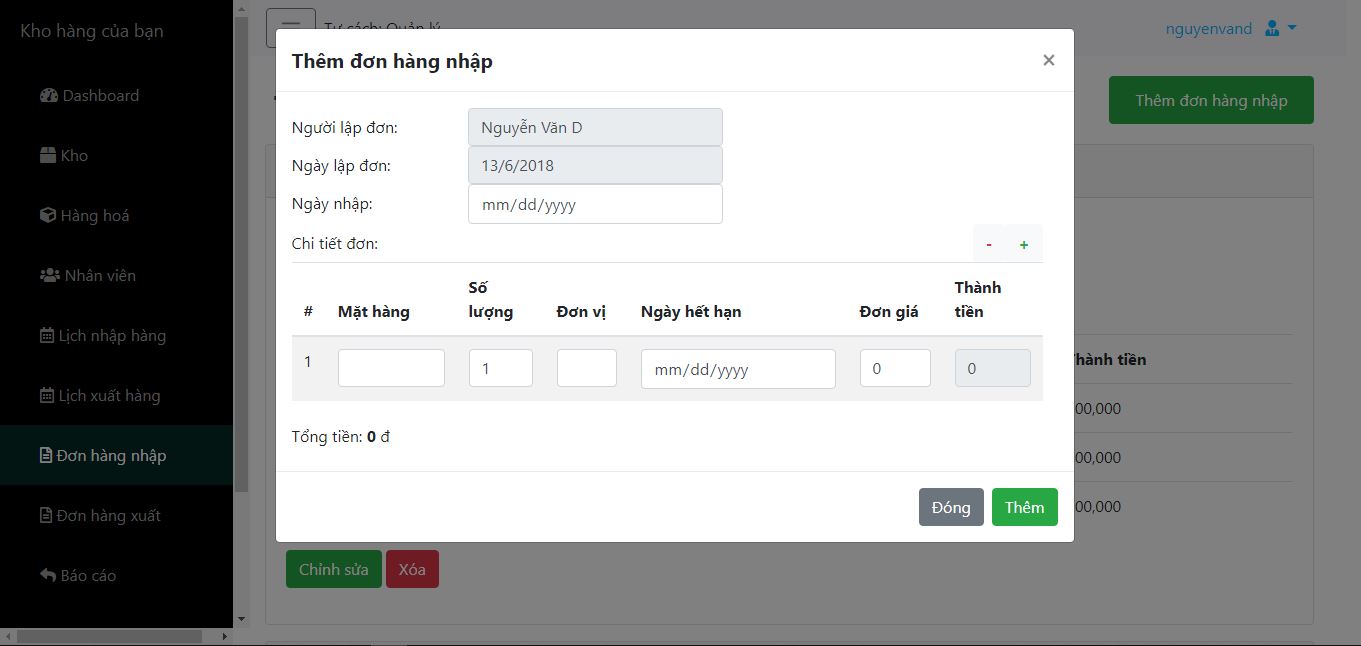 Kho hàng của bạn
Dashboard
Kho
Hàng hoá
Nhân viên
Lịch nhập hàng
Lịch xuất hàng
Đơn hàng nhập
Đơn hàng xuất
Báo cáo
Tư cách: Quản lý
nguyenvand
Thêm đơn hàng nhập
Thêm đơn hàng nhập ×
Người lập đơn: Nguyễn Văn D
Ngày lập đơn: 13/6/2018
Ngày nhập: mm/dd/yyyy
Chi tiết đơn: - +
# Mặt hàng Số lượng Đơn vị Ngày hết hạn Đơn giá Thành tiền
1 1 mm/dd/yyyy 0 0
Tổng tiền: 0 đ
Đóng Thêm
Thành tiền
00,000
00,000
00,000
Chỉnh sửa Xóa